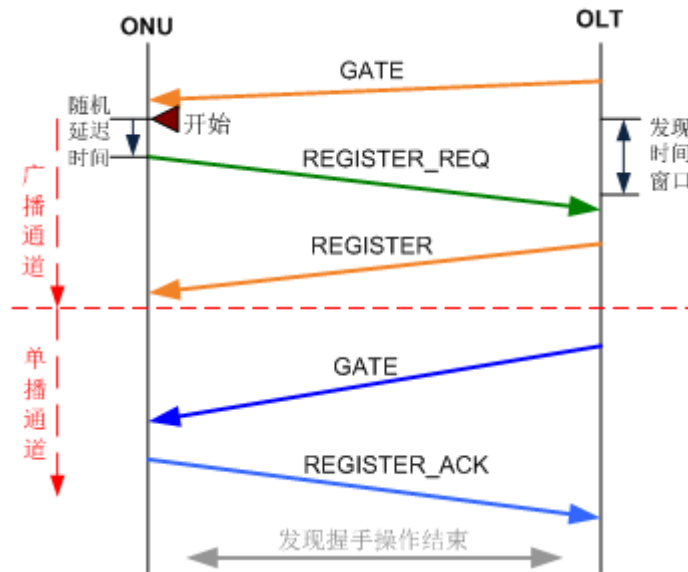 ONU
OLT
GATE
随机
延迟
时间
开始
发现
时间
窗口
REGISTER_REQ
广播通道
REGISTER
单播通道
GATE
REGISTER_ACK
发现握手操作结束